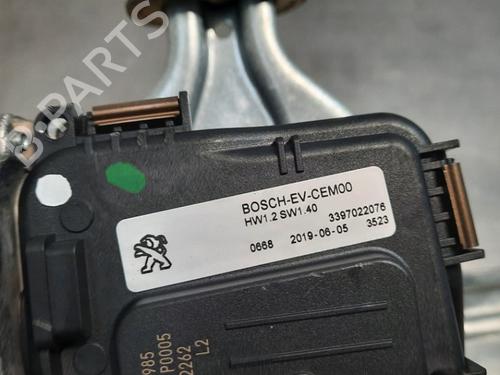 B-PARTS
BOSCH-EV-CEM00
HW1.2 SW1.40 3397022076
0668 2019-06-05 3523
985
P0005
2262
L2